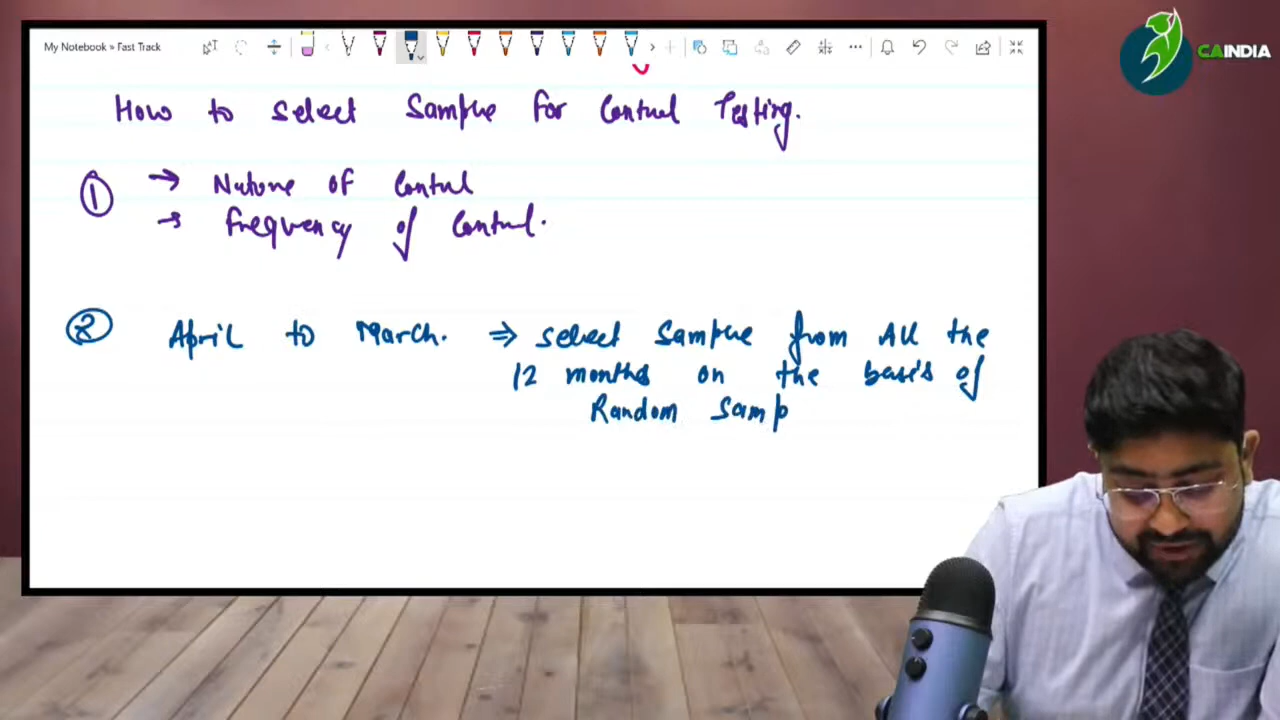 My Notebook » Fast Track
CAINDIA
How to select Sample for Control Testing.
① → Nature of Control
→ Frequency of Control.
② April to March. ⇒ select Sample from All the
12 months on the basis of
Random Samp